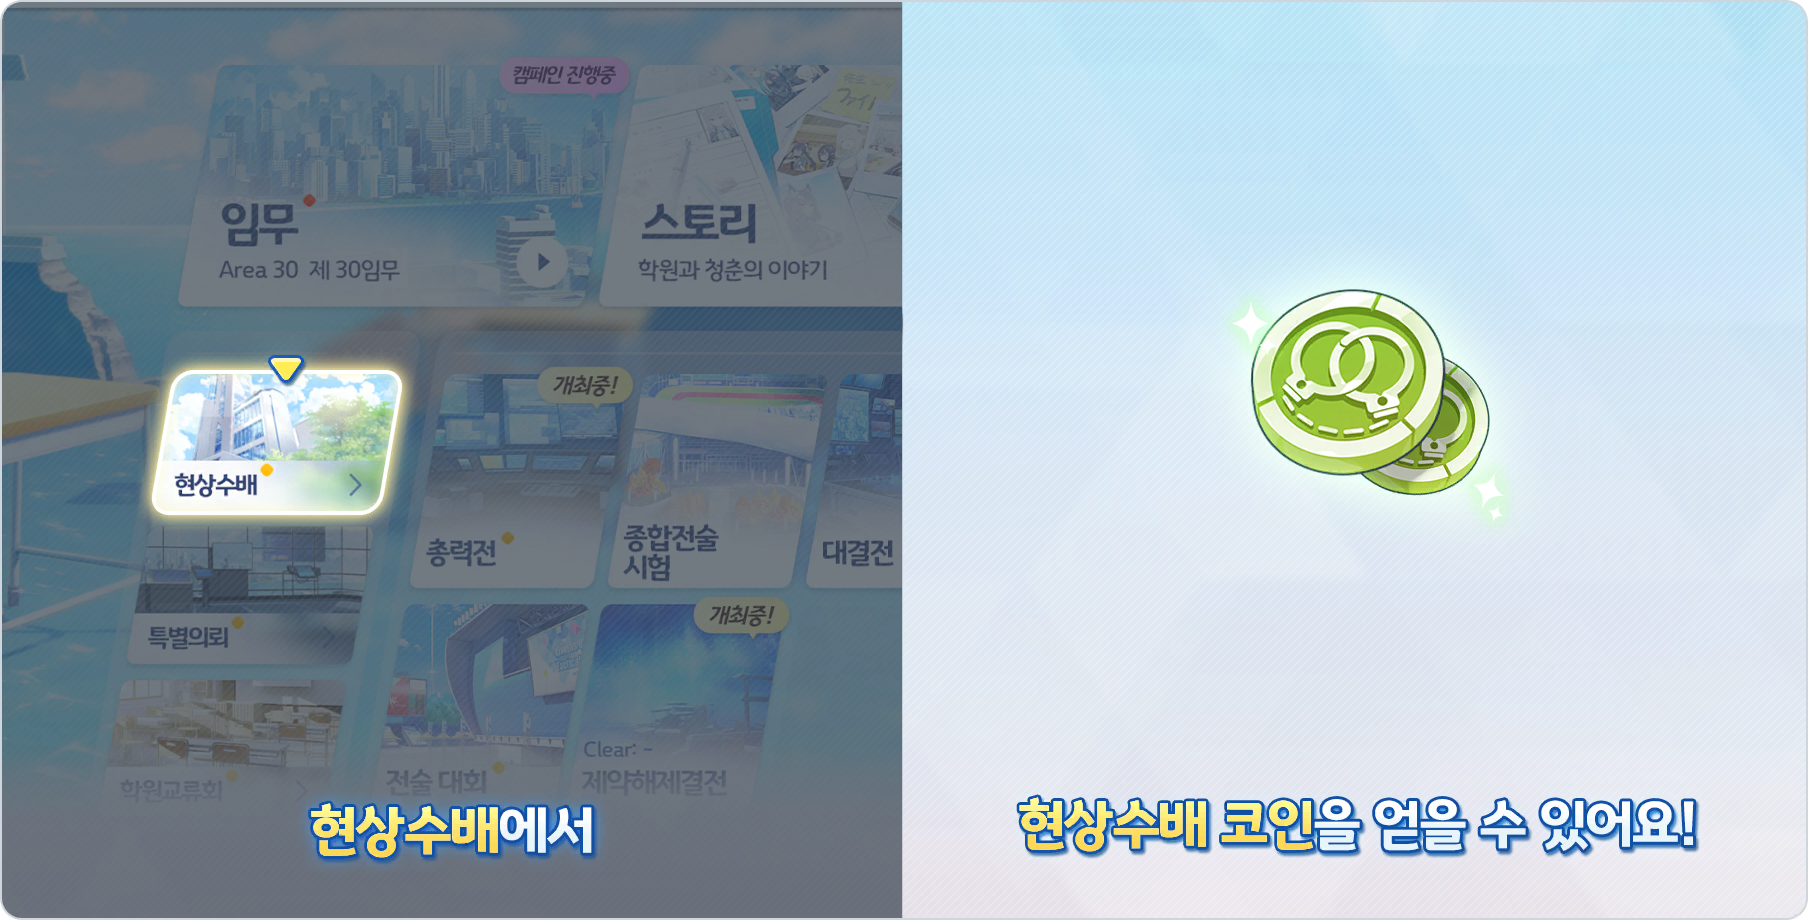 캠페인 진행중
임무
Area 30 제 30임무
스토리
학원과 청춘의 이야기
현상수배
개최중!
총력전
종합전술
시험
대결전
특별의뢰
개최중!
학원교류회
전술 대회
Clear: -
제약해제결전
현상수배에서
현상수배 코인을 얻을 수 있어요!